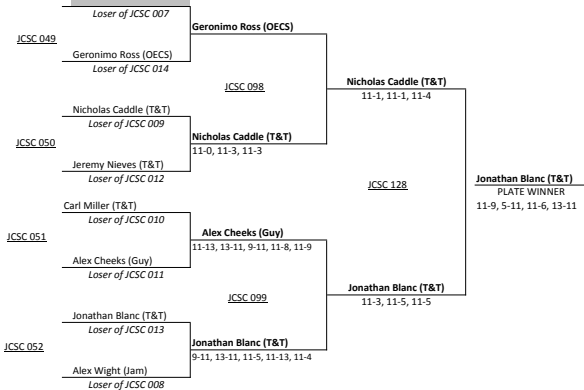 Loser of JCSC 007
Geronimo Ross (OECS)
JCSC 049
Geronimo Ross (OECS)
Loser of JCSC 014
JCSC 098
Nicholas Caddle (T&T)
11-1, 11-1, 11-4
Nicholas Caddle (T&T)
Loser of JCSC 009
JCSC 050
Nicholas Caddle (T&T)
11-0, 11-3, 11-3
Jeremy Nieves (T&T)
Loser of JCSC 012
JCSC 128
Jonathan Blanc (T&T)
PLATE WINNER
11-9, 5-11, 11-6, 13-11
Carl Miller (T&T)
Loser of JCSC 010
JCSC 051
Alex Cheeks (Guy)
11-13, 13-11, 9-11, 11-8, 11-9
Alex Cheeks (Guy)
Loser of JCSC 011
JCSC 099
Jonathan Blanc (T&T)
11-3, 11-5, 11-5
Jonathan Blanc (T&T)
Loser of JCSC 013
JCSC 052
Jonathan Blanc (T&T)
9-11, 13-11, 11-5, 11-13, 11-4
Alex Wight (Jam)
Loser of JCSC 008